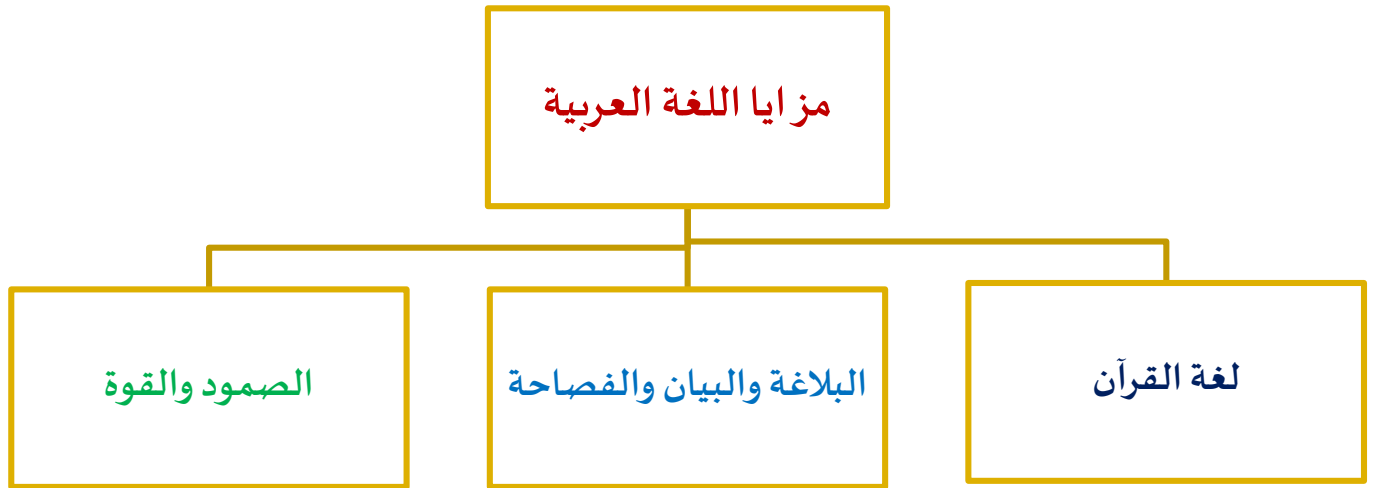 مزايا اللغة العربية
لغة القرآن
البلاغة والبيان والفصاحة
الصمود والقوة